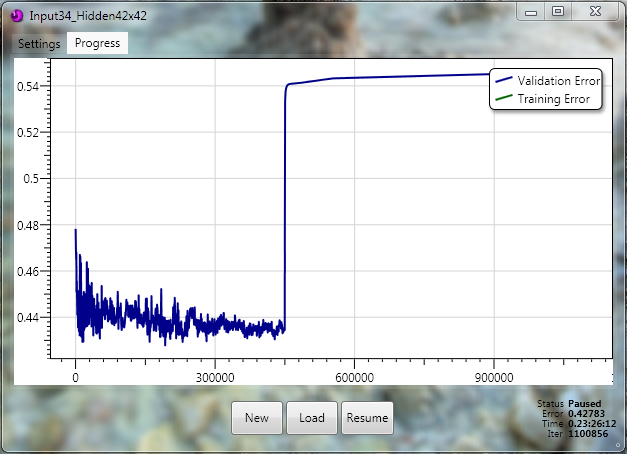 Input34_Hidden42x42
Settings Progress
Validation Error
Training Error
0.54
0.52
0.5
0.48
0.46
0.44
0 300000 600000 900000 1
New Load Resume
Status Paused
Error 0.42783
Time 0.23:26:12
Iter 1100856